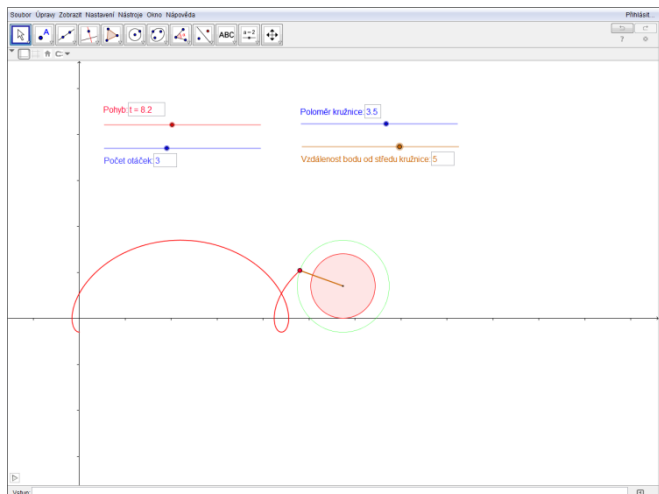 Soubor Úpravy Zobrazit Nastavení Nástroje Okno Nápověda Přihlásit...
A ABC a=2
?
Pohyb: t = 8.2
Poloměr kružnice: 3.5
Počet otáček: 3
Vzdálenost bodu od středu kružnice: 5
Vstup: